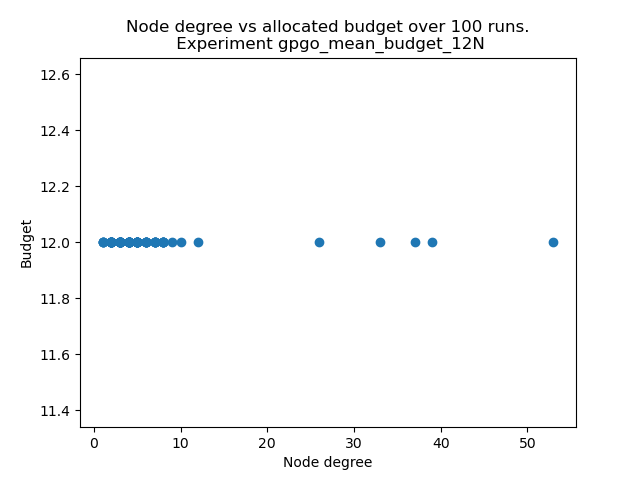 Node degree vs allocated budget over 100 runs.
Experiment gpgo_mean_budget_12N
12.6
12.4
12.2
12.0
11.8
11.6
11.4
Budget
0 10 20 30 40 50
Node degree